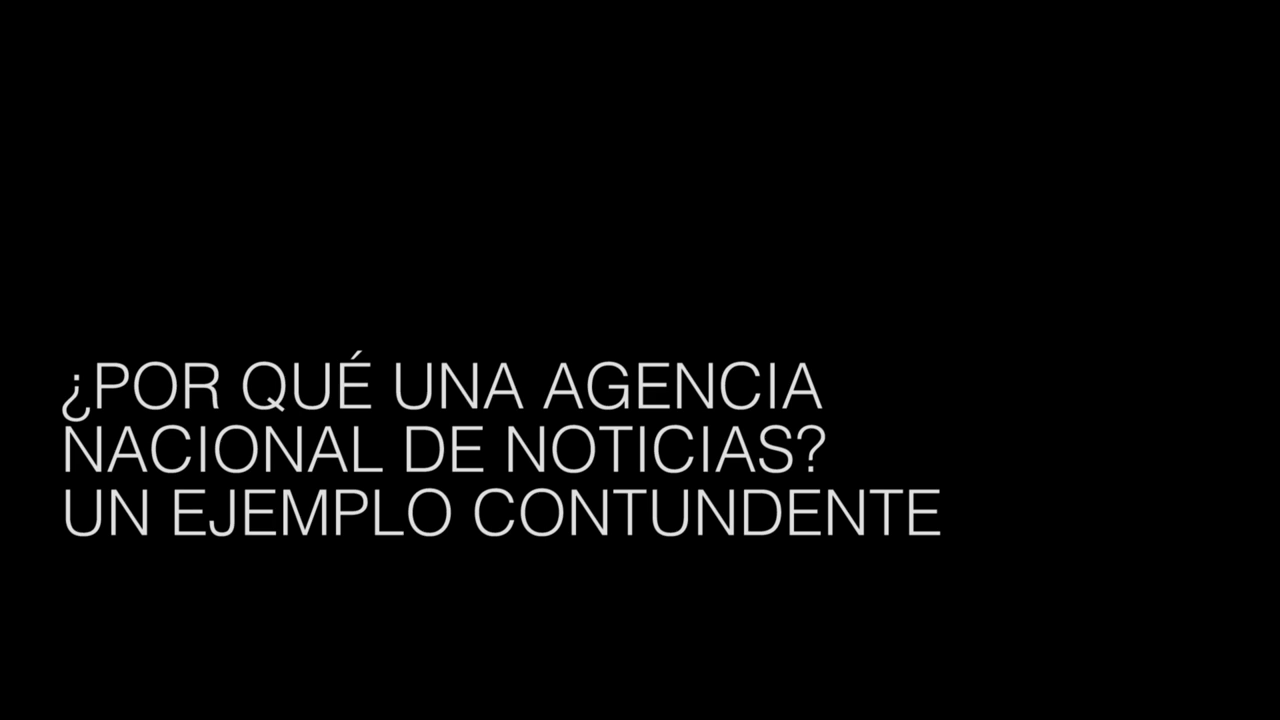 ¿POR QUÉ UNA AGENCIA
NACIONAL DE NOTICIAS?
UN EJEMPLO CONTUNDENTE